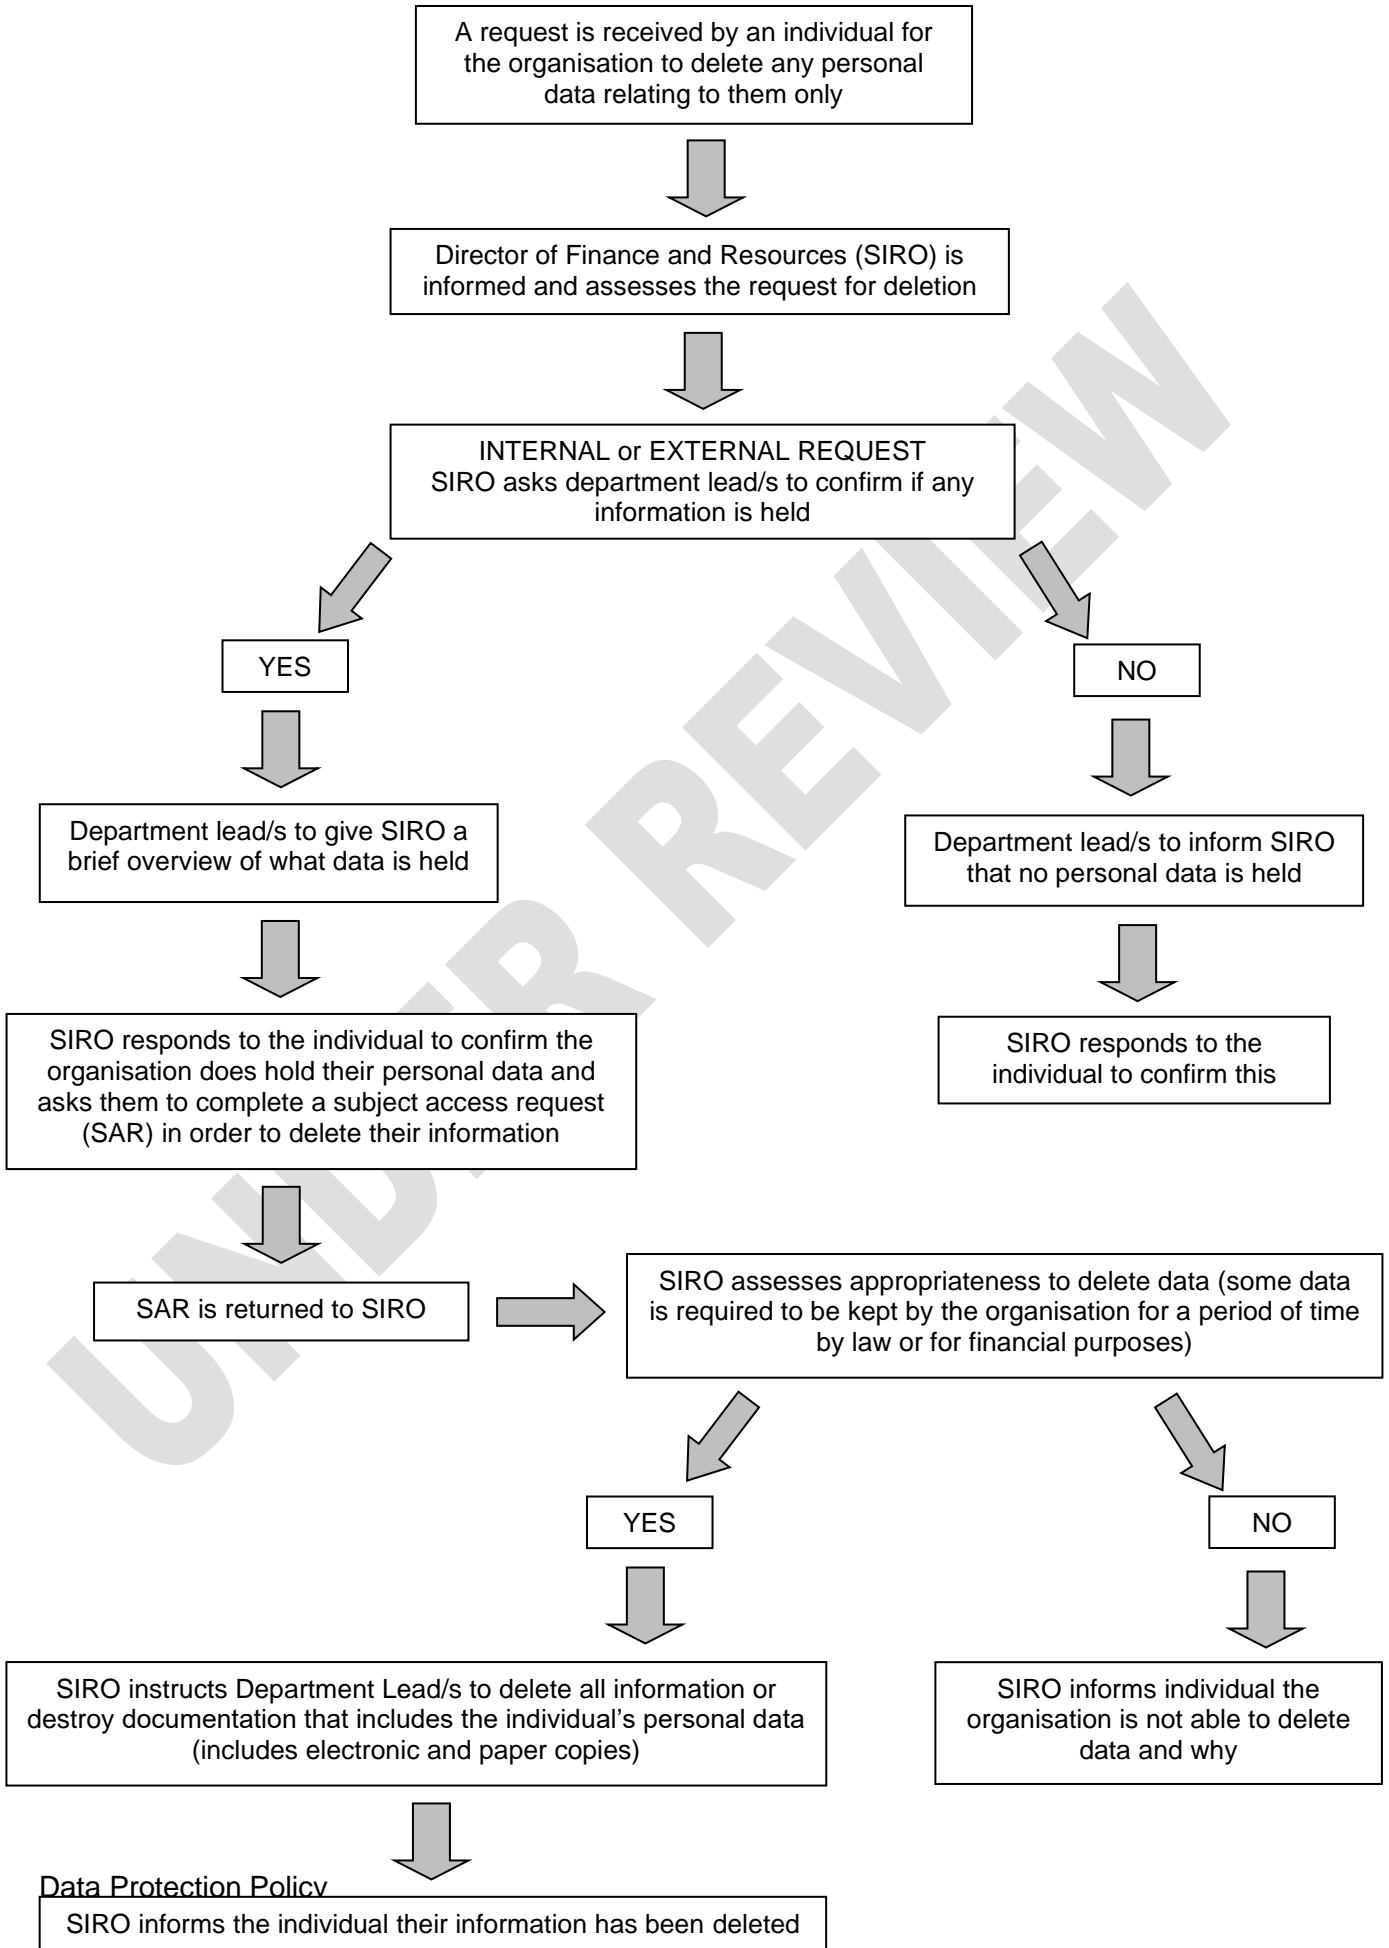 A request is received by an individual for
the organisation to delete any personal
data relating to them only
Director of Finance and Resources (SIRO) is
informed and assesses the request for deletion
INTERNAL or EXTERNAL REQUEST
SIRO asks department lead/s to confirm if any
information is held
YES
NO
Department lead/s to give SIRO a
brief overview of what data is held
Department lead/s to inform SIRO
that no personal data is held
SIRO responds to the individual to confirm the
organisation does hold their personal data and
asks them to complete a subject access request
(SAR) in order to delete their information
SIRO responds to the
individual to confirm this
SAR is returned to SIRO
SIRO assesses appropriateness to delete data (some data
is required to be kept by the organisation for a period of time
by law or for financial purposes)
YES
NO
SIRO instructs Department Lead/s to delete all information or
destroy documentation that includes the individual’s personal data
(includes electronic and paper copies)
SIRO informs individual the
organisation is not able to delete
data and why
Data Protection Policy
SIRO informs the individual their information has been deleted
UNDER REVIEW